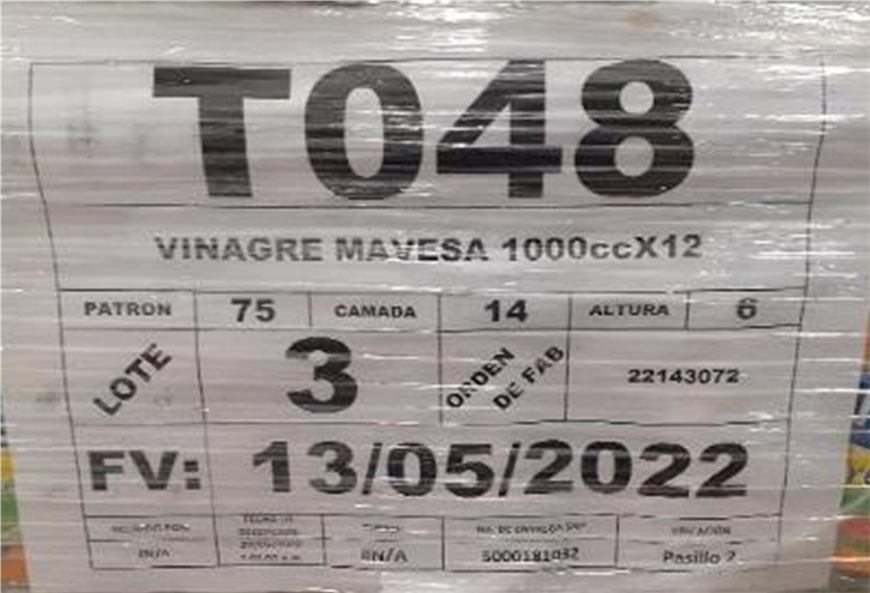 T048
VINAGRE MAVESA 1000ccX12
PATRON 75 CAMADA 14 ALTURA 6
LOTE 3 ORDEN DE FAB 22143072
FV: 13/05/2022
#N/A 5000181032 Pasillo 2